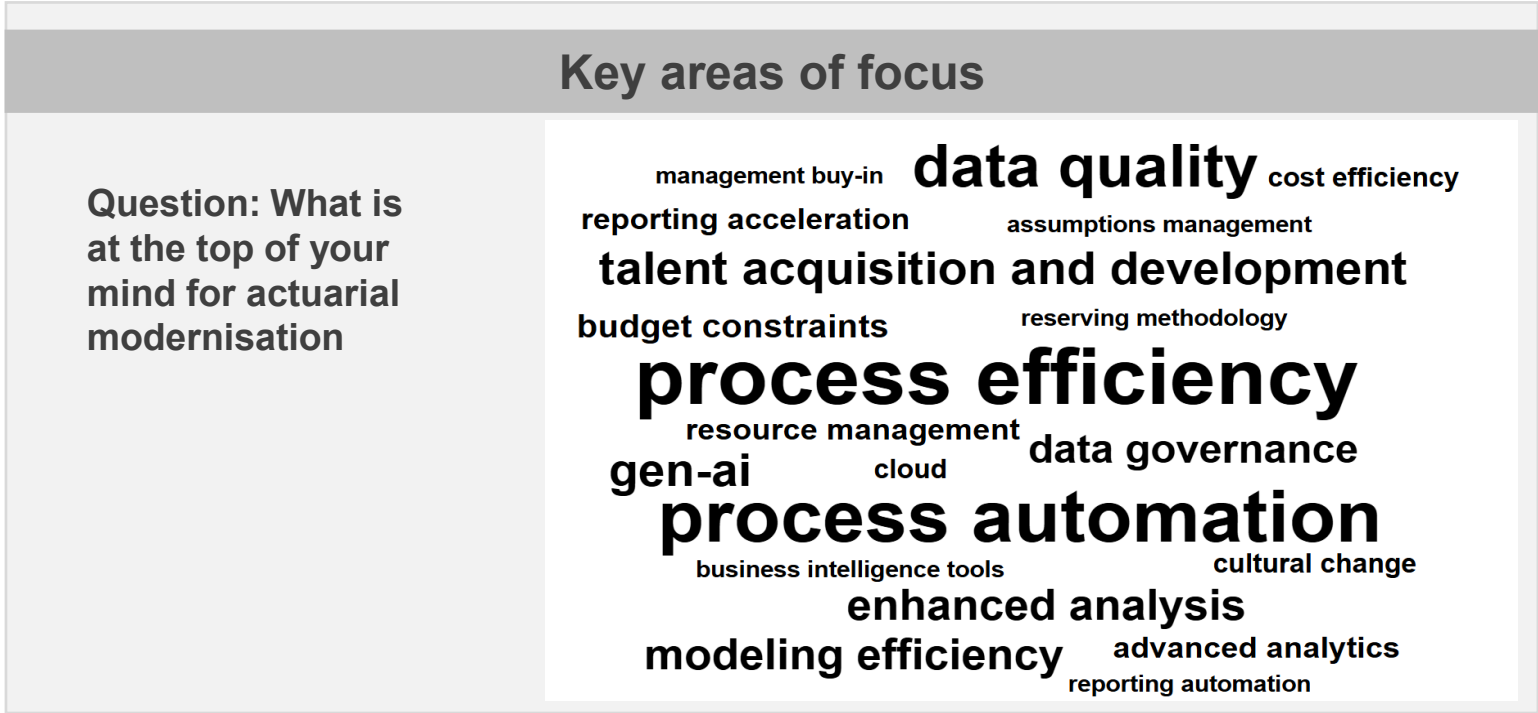 Key areas of focus
Question: What is
at the top of your
mind for actuarial
modernisation
management buy-in
data quality
cost efficiency
reporting acceleration
assumptions management
talent acquisition and development
budget constraints
reserving methodology
process efficiency
resource management
data governance
gen-ai
cloud
process automation
business intelligence tools
cultural change
enhanced analysis
modeling efficiency
advanced analytics
reporting automation